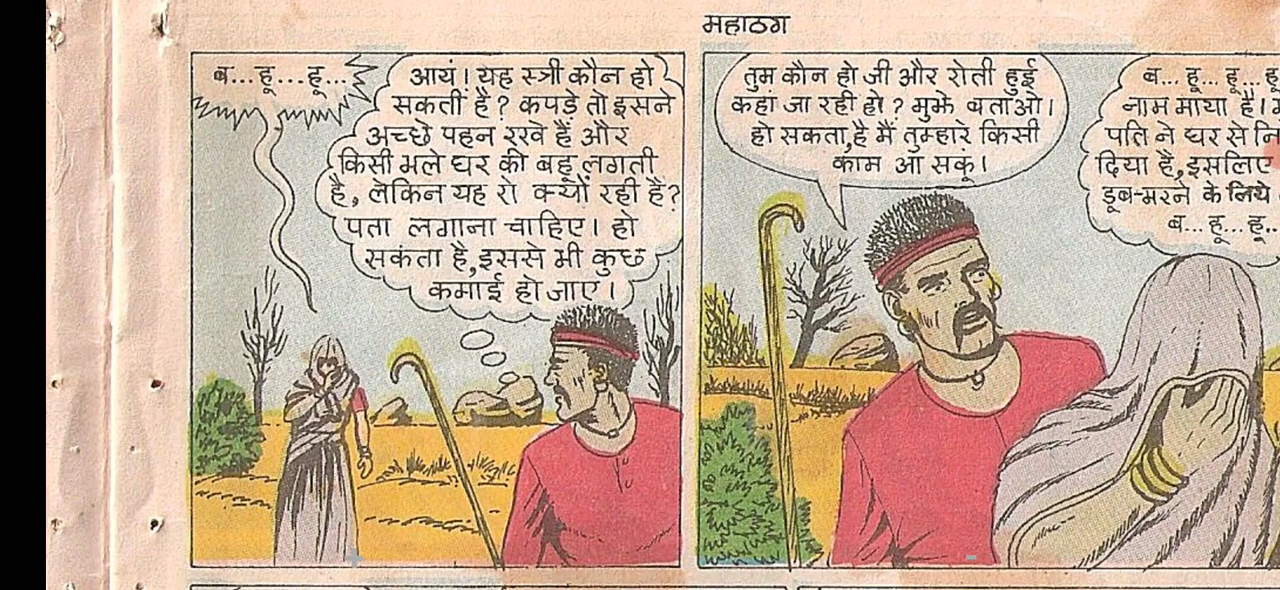 महाठग
ब...हू...हू...
आयं! यह स्त्री कौन हो
सकती है? कपड़े तो इसने
अच्छे पहन रखे हैं और
किसी भले घर की बहू लगती
है, लेकिन यह रो क्यों रही है?
पता लगाना चाहिए। हो
सकता है, इससे भी कुछ
कमाई हो जाए।
तुम कौन हो जी और रोती हुई
कहां जा रही हो? मुझे बताओ।
हो सकता है मैं तुम्हारे किसी
काम आ सकूं।
ब... हू... हू... हू
नाम माया है।
पति ने घर से
दिया है, इसलिए
डूब-मरने के लिये
ब... हू... हू..